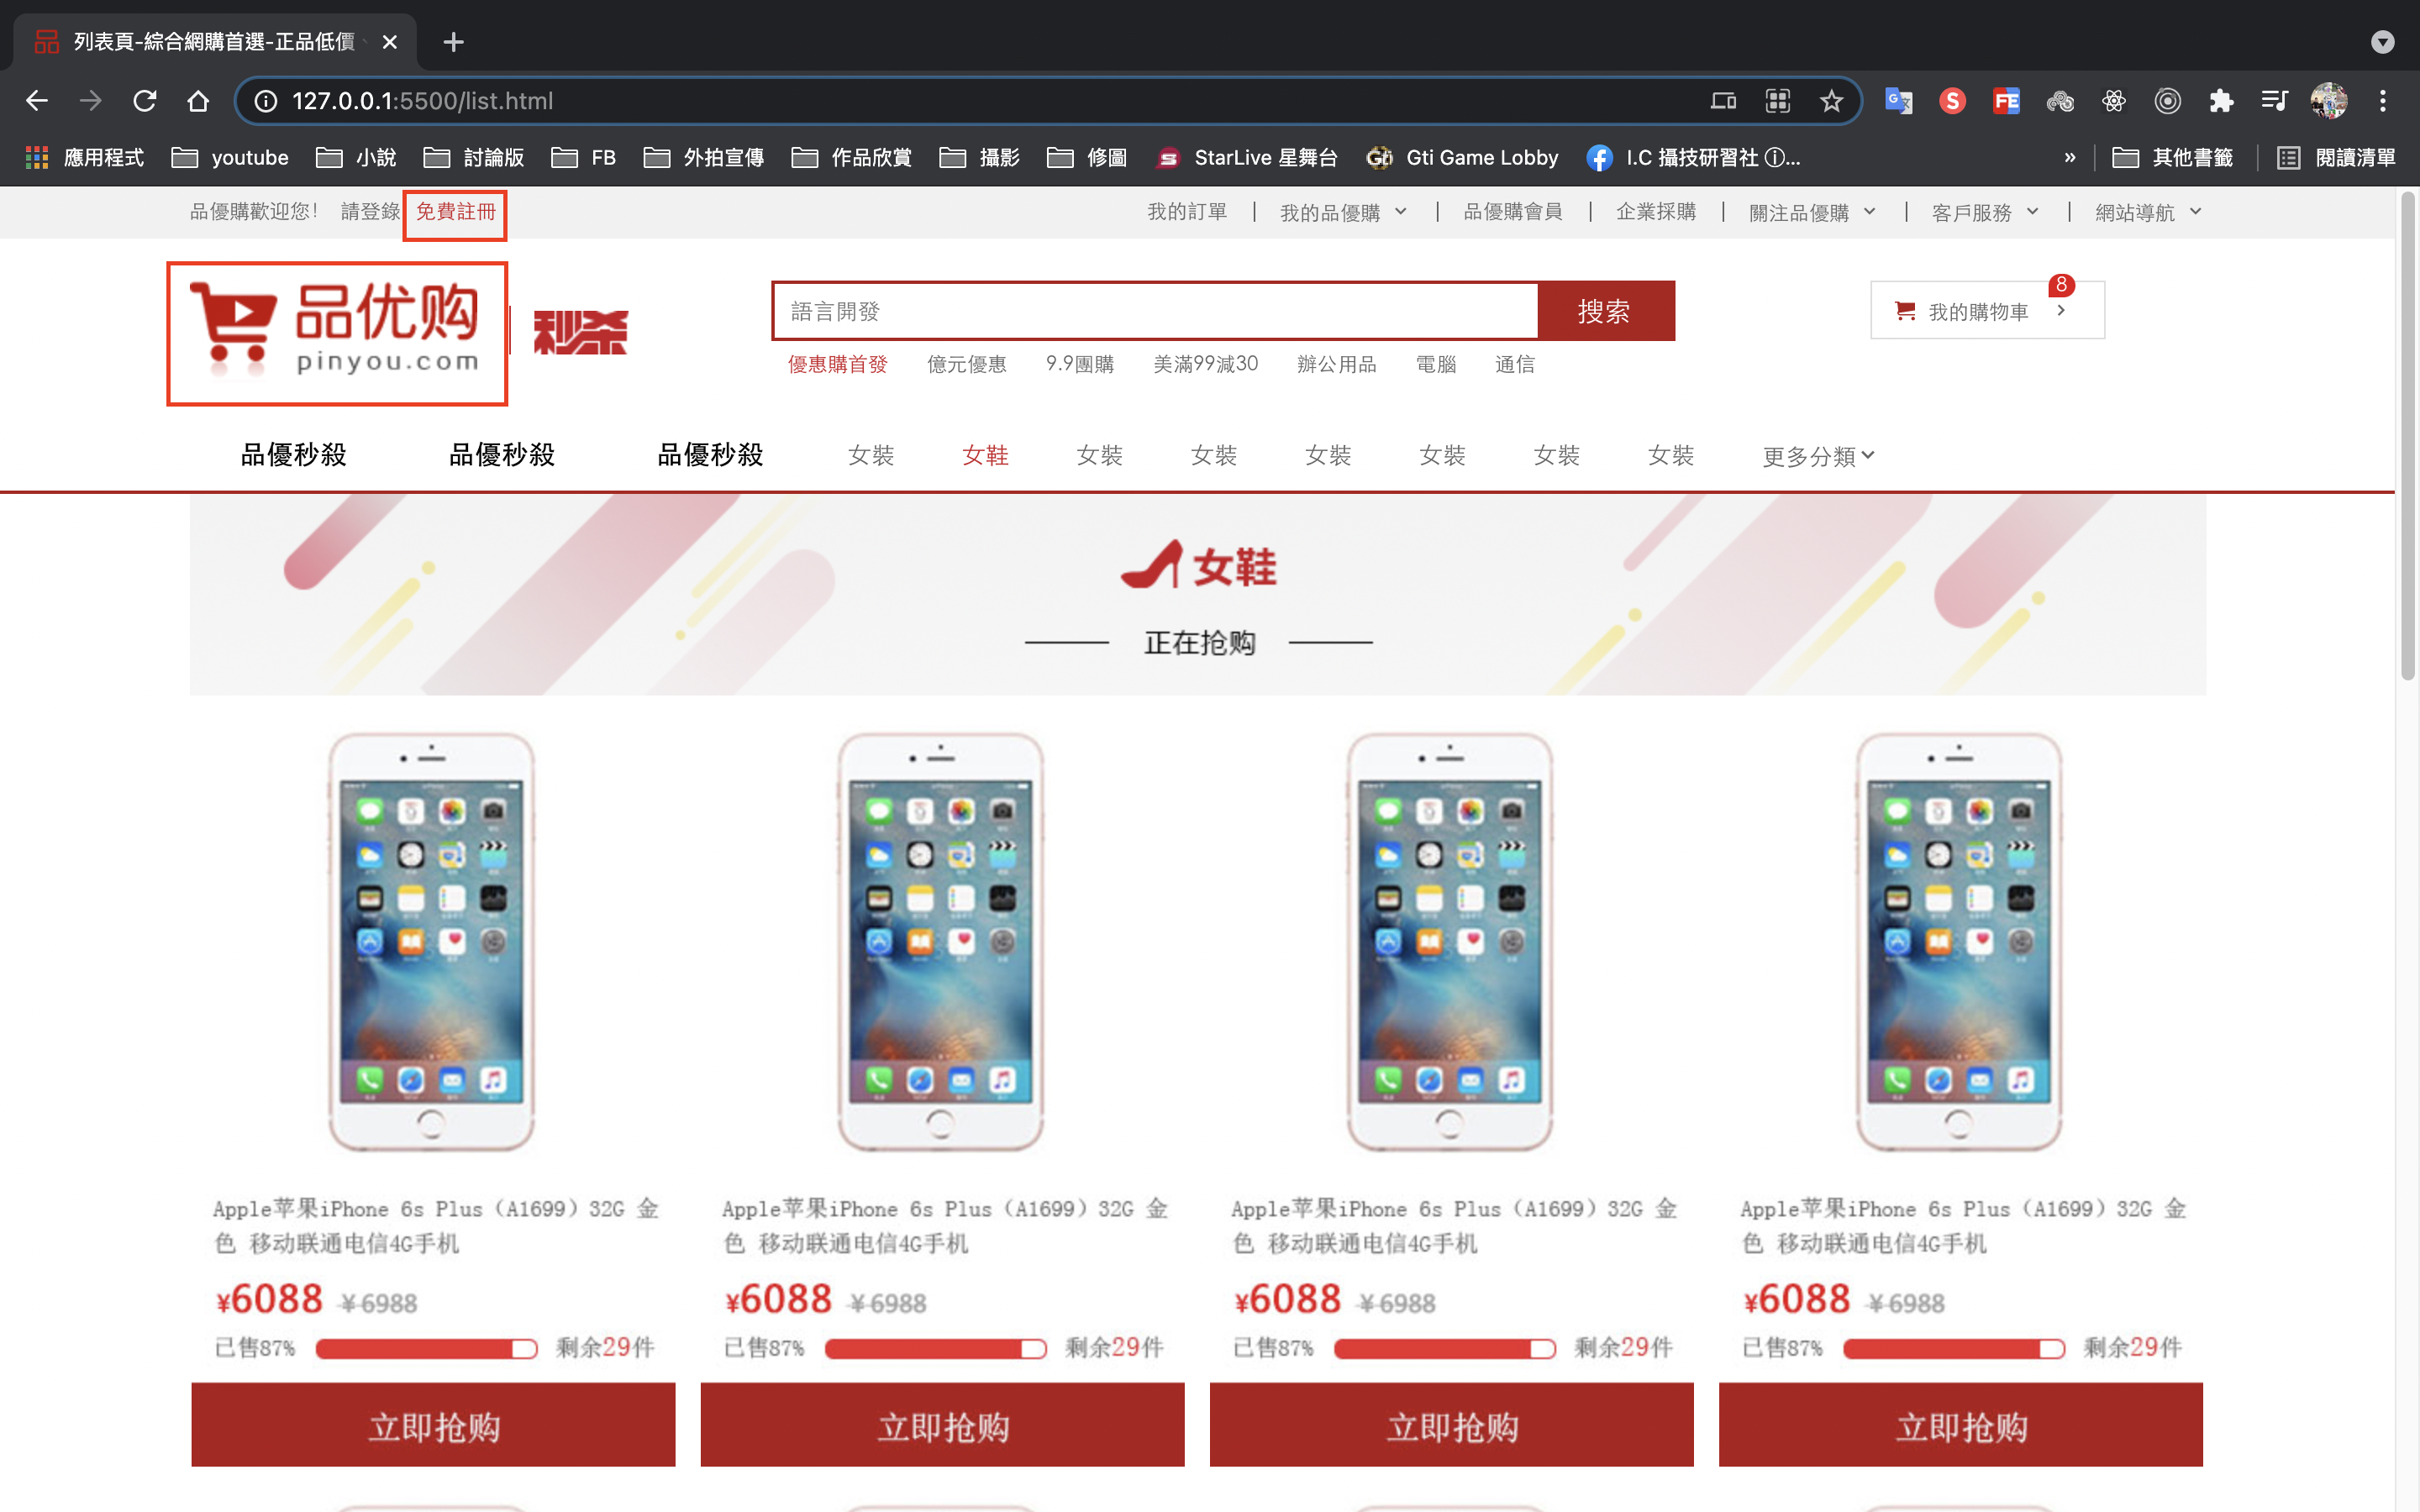 列表頁-綜合網購首選-正品低價
127.0.0.1:5500/list.html
應用程式 youtube 小說 討論版 FB 外拍宣傳 作品欣賞 攝影 修圖 StarLive 星舞台 Gti Game Lobby I.C 攝技研習社 ⓘ... » 其他書籤 閱讀清單
品優購歡迎您! 請登錄 免費註冊 我的訂單 我的品優購 品優購會員 企業採購 關注品優購 客戶服務 網站導航
品优购
pinyou.com
秒杀
語言開發 搜索
我的購物車 8
優惠購首發 億元優惠 9.9團購 美滿99減30 辦公用品 電腦 通信
品優秒殺 品優秒殺 品優秒殺 女裝 女鞋 女裝 女裝 女裝 女裝 女裝 女裝 更多分類
女鞋
正在抢购
Apple苹果iPhone 6s Plus（A1699）32G 金
色 移动联通电信4G手机
¥6088 ¥6988
已售87% 剩余29件
立即抢购
Apple苹果iPhone 6s Plus（A1699）32G 金
色 移动联通电信4G手机
¥6088 ¥6988
已售87% 剩余29件
立即抢购
Apple苹果iPhone 6s Plus（A1699）32G 金
色 移动联通电信4G手机
¥6088 ¥6988
已售87% 剩余29件
立即抢购
Apple苹果iPhone 6s Plus（A1699）32G 金
色 移动联通电信4G手机
¥6088 ¥6988
已售87% 剩余29件
立即抢购